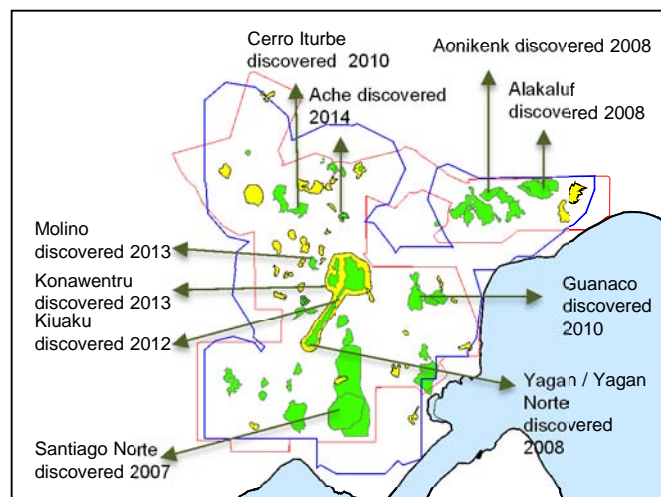 Cerro Iturbe
discovered 2010
Ache discovered
2014
Aonikenk discovered 2008
Alakaluf
discovered 2008
Molino
discovered 2013
Konawentru
discovered 2013
Kiuaku
discovered 2012
Guanaco
discovered
2010
Yagan / Yagan
Norte
discovered
2008
Santiago Norte
discovered 2007